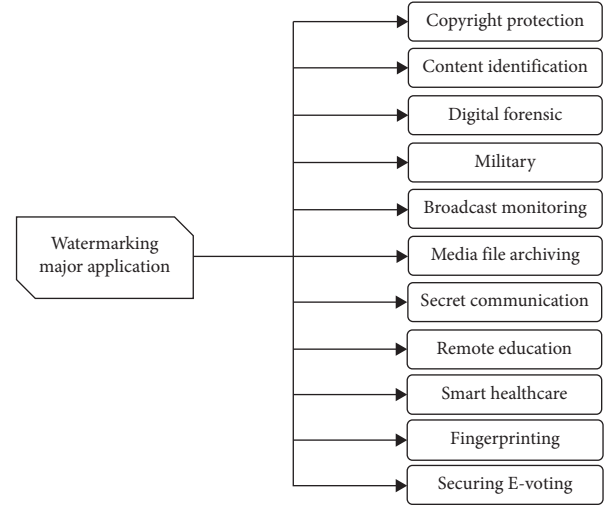 Copyright protection
Content identification
Digital forensic
Military
Broadcast monitoring
Watermarking
major application
Media file archiving
Secret communication
Remote education
Smart healthcare
Fingerprinting
Securing E-voting